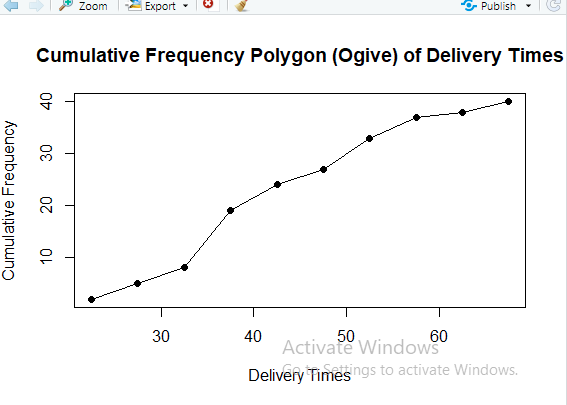 Zoom Export Publish
Cumulative Frequency Polygon (Ogive) of Delivery Times
Cumulative Frequency
40
30
20
10
30 40 50 60
Delivery Times
Activate Windows
Go to Settings to activate Windows.